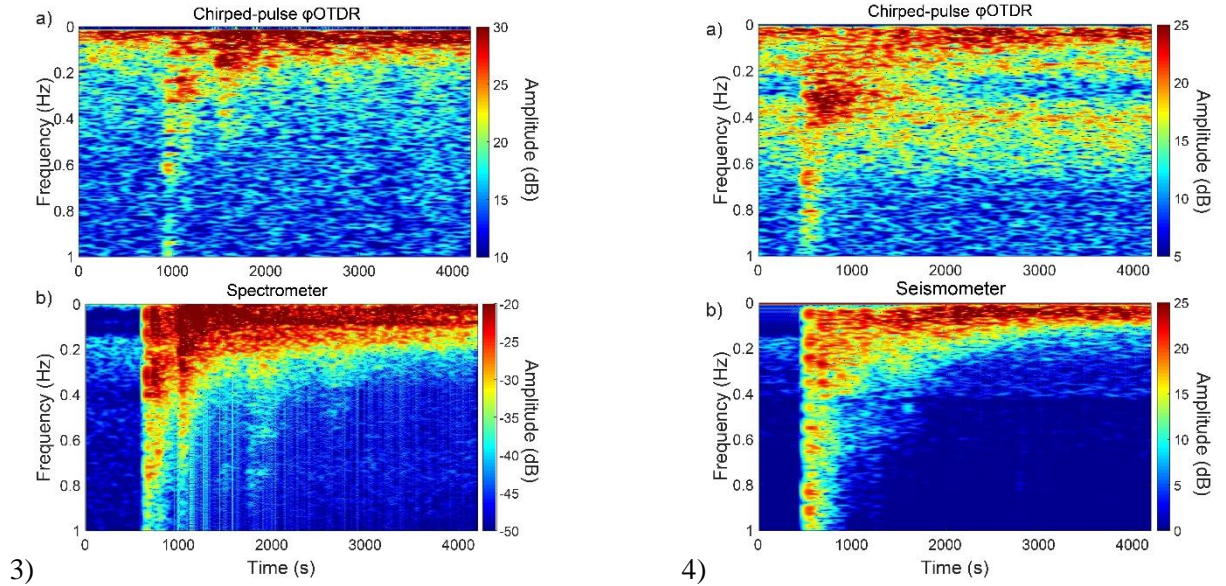 a)
Chirped-pulse φOTDR
0
0.2
0.4
0.6
0.8
1
Frequency (Hz)
0 1000 2000 3000 4000
30
25
20
15
10
Amplitude (dB)
b)
Spectrometer
0
0.2
0.4
0.6
0.8
1
Frequency (Hz)
0 1000 2000 3000 4000
Time (s)
-20
-25
-30
-35
-40
-45
-50
Amplitude (dB)
3)
a)
Chirped-pulse φOTDR
0
0.2
0.4
0.6
0.8
1
Frequency (Hz)
0 1000 2000 3000 4000
25
20
15
10
5
Amplitude (dB)
b)
Seismometer
0
0.2
0.4
0.6
0.8
1
Frequency (Hz)
0 1000 2000 3000 4000
Time (s)
25
20
15
10
5
0
Amplitude (dB)
4)